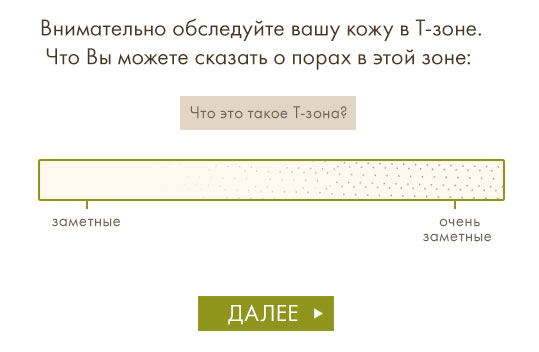 Внимательно обследуйте вашу кожу в Т-зоне.
Что Вы можете сказать о порах в этой зоне:
Что это такое Т-зона?
заметные
очень
заметные
ДАЛЕЕ